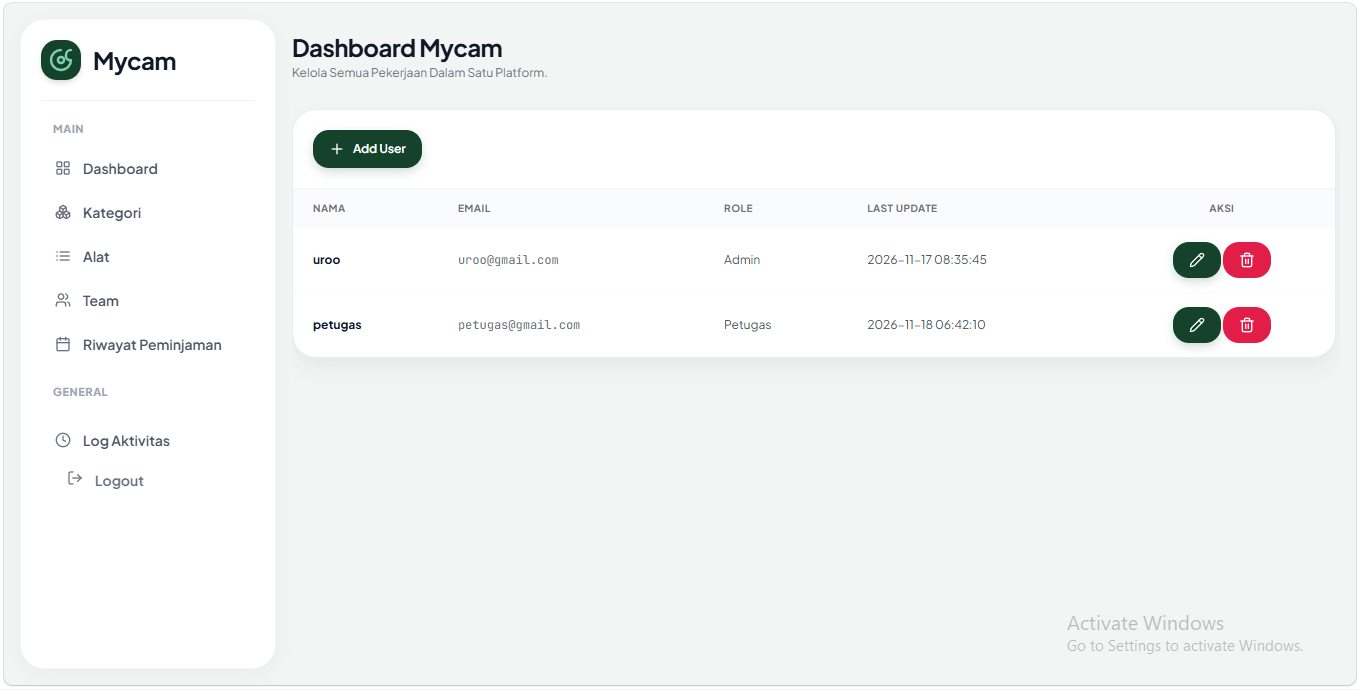 Mycam
MAIN
Dashboard
Kategori
Alat
Team
Riwayat Peminjaman
GENERAL
Log Aktivitas
Logout
Dashboard Mycam
Kelola Semua Pekerjaan Dalam Satu Platform.
+ Add User
NAMA EMAIL ROLE LAST UPDATE AKSI
uroo uroo@gmail.com Admin 2026-11-17 08:35:45
petugas petugas@gmail.com Petugas 2026-11-18 06:42:10
Activate Windows
Go to Settings to activate Windows.